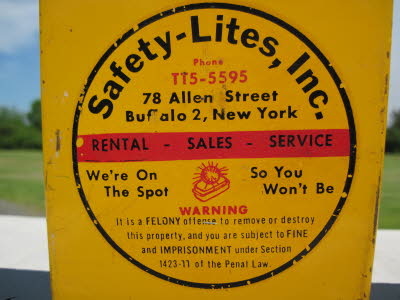 Safety-Lites, Inc.
Phone
TT5-5595
78 Allen Street
Buffalo 2, New York
RENTAL - SALES - SERVICE
We're On
The Spot
So You
Won't Be
WARNING
It is a FELONY offense to remove or destroy
this property, and you are subject to FINE
and IMPRISONMENT under Section
1423-11 of the Penal Law.